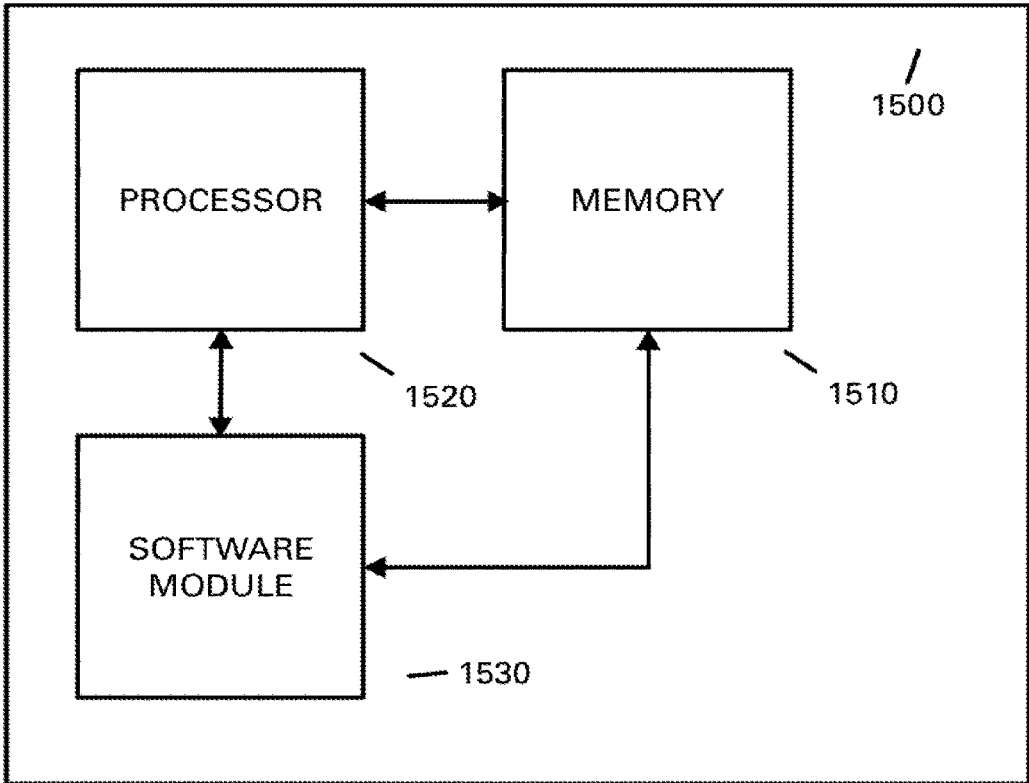 1500
PROCESSOR
MEMORY
1520
1510
SOFTWARE
MODULE
1530